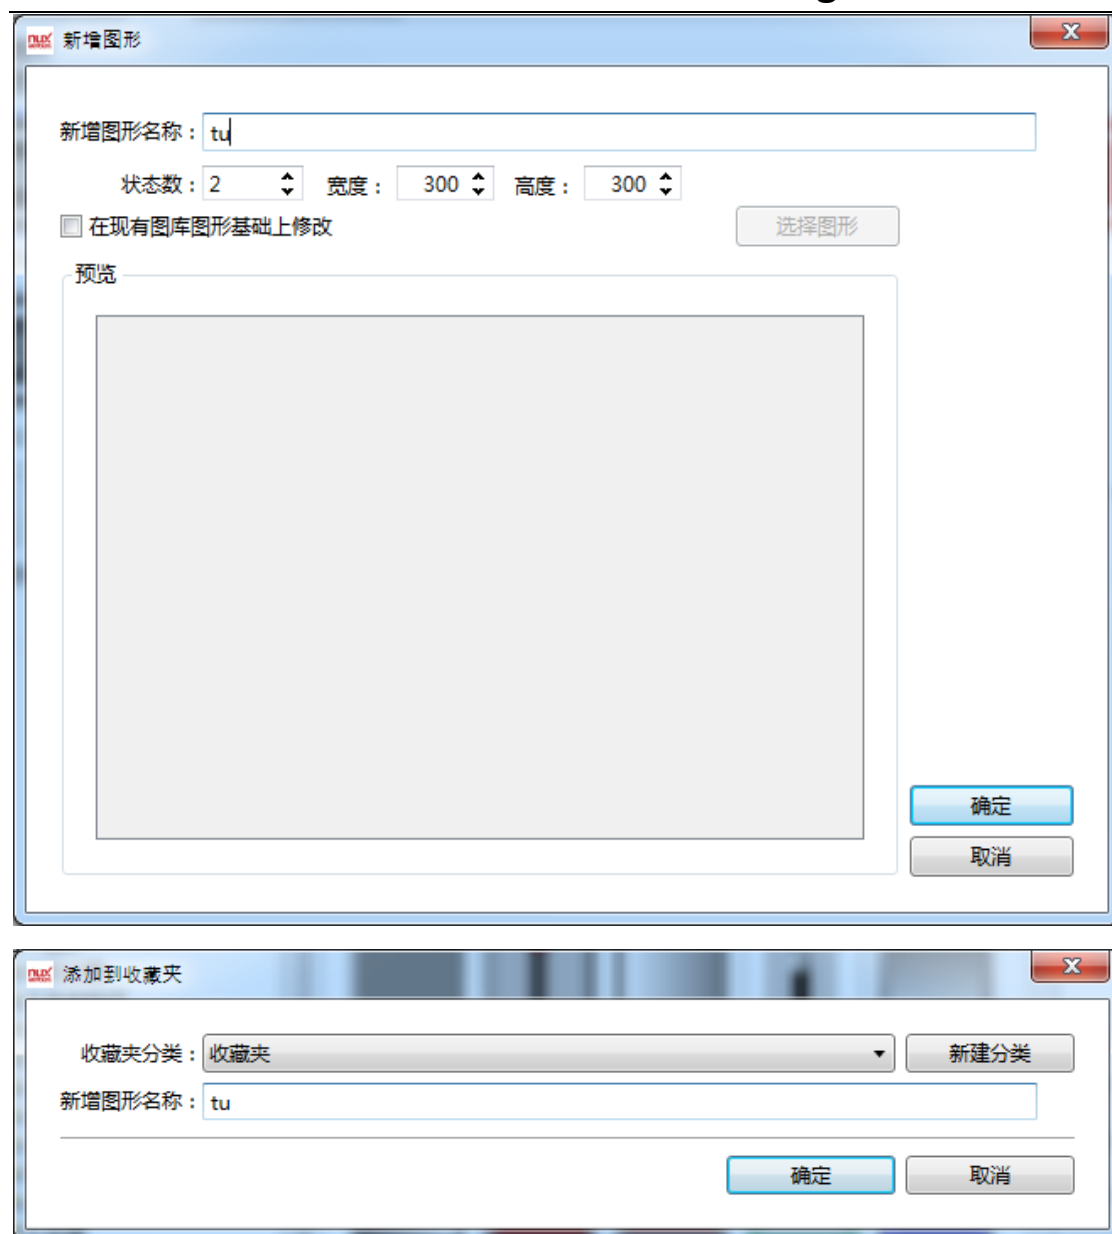 g
nux 新增图形
新增图形名称： tu
状态数： 2 宽度： 300 高度： 300
在现有图库图形基础上修改 选择图形
预览
确定
取消
nux 添加到收藏夹
收藏夹分类： 收藏夹 新建分类
新增图形名称： tu
确定 取消